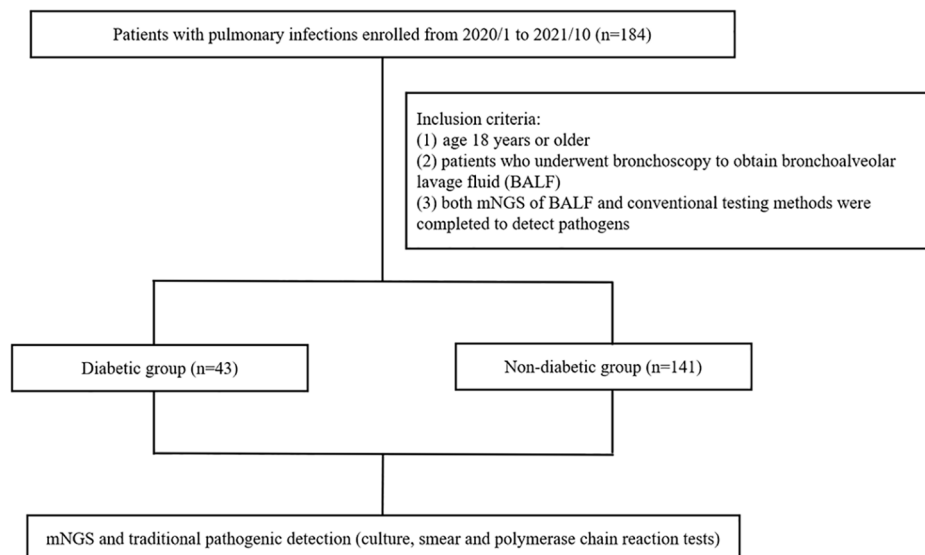 Patients with pulmonary infections enrolled from 2020/1 to 2021/10 (n=184)
Inclusion criteria:
(1) age 18 years or older
(2) patients who underwent bronchoscopy to obtain bronchoalveolar
lavage fluid (BALF)
(3) both mNGS of BALF and conventional testing methods were
completed to detect pathogens
Diabetic group (n=43)
Non-diabetic group (n=141)
mNGS and traditional pathogenic detection (culture, smear and polymerase chain reaction tests)